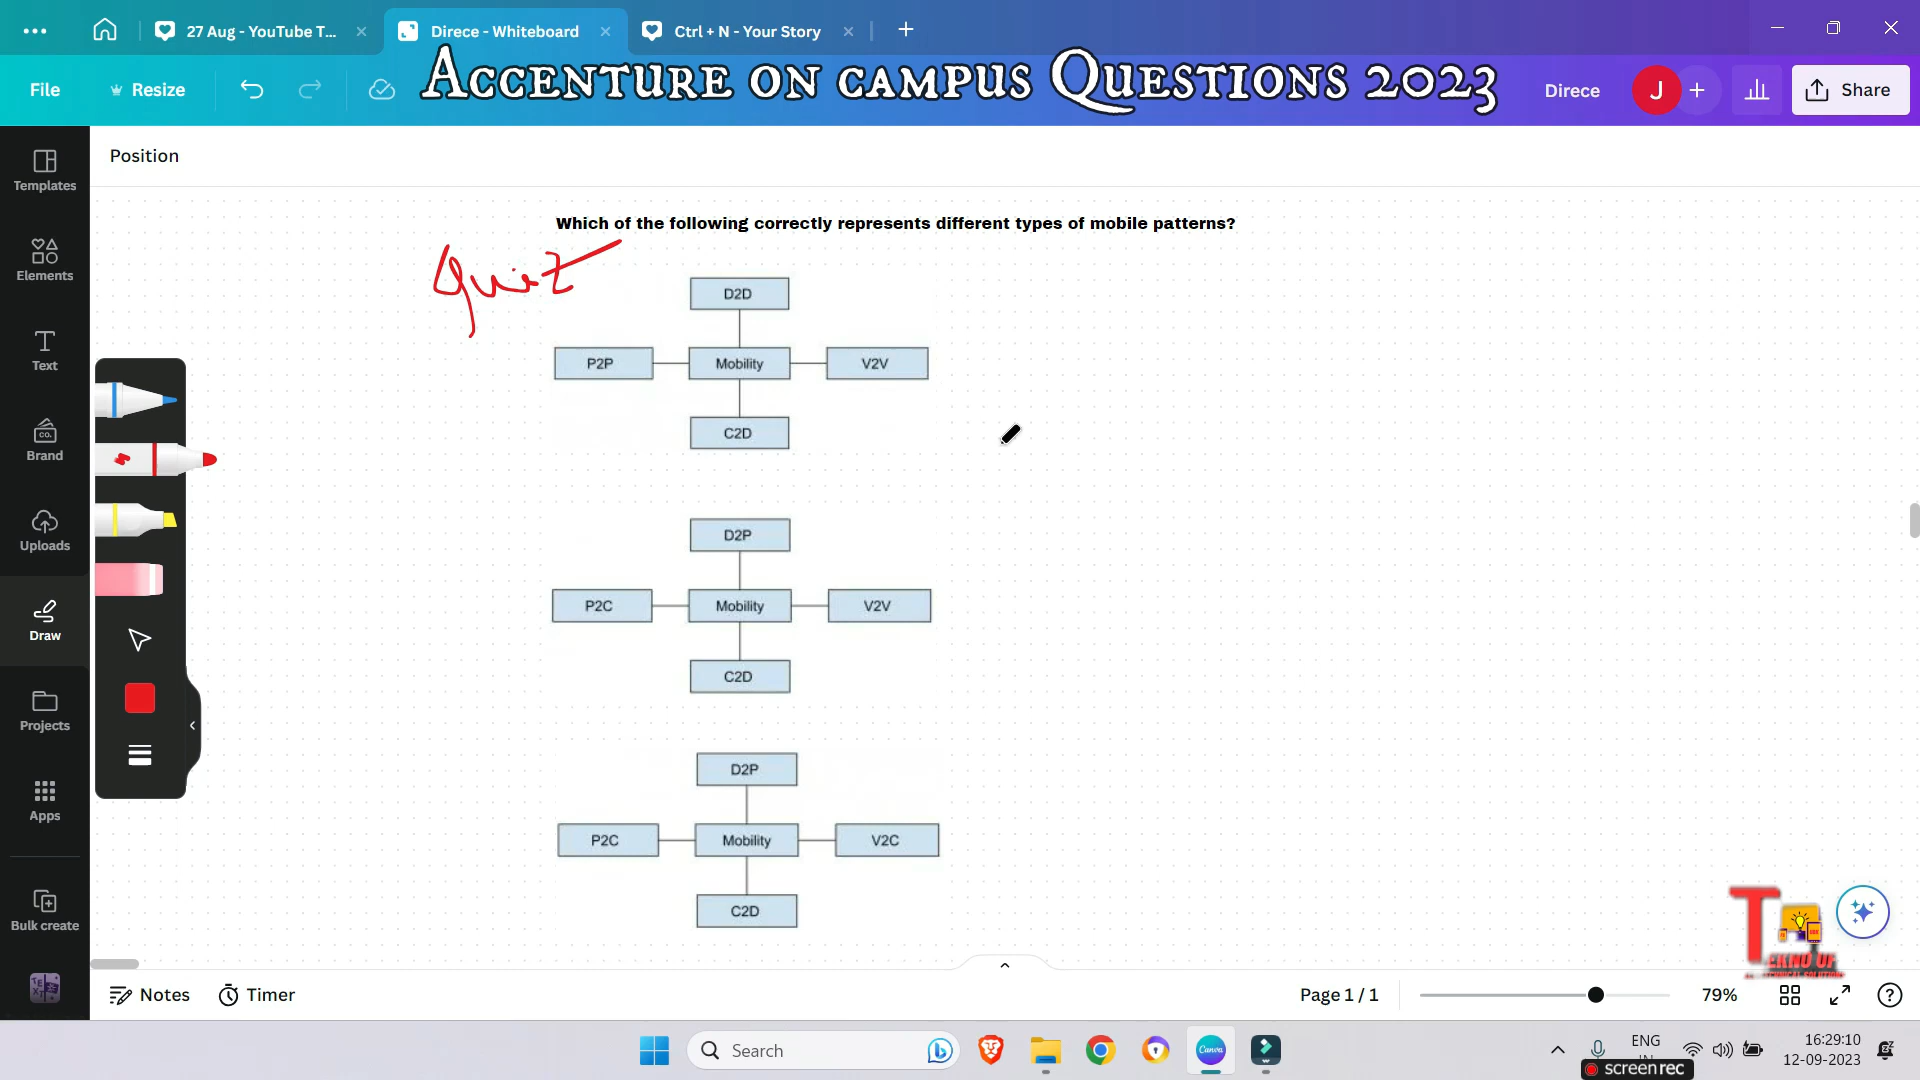 27 Aug - YouTube T...
Direce - Whiteboard
Ctrl + N - Your Story
File
Resize
ACCENTURE ON CAMPUS QUESTIONS 2023
Direce
J
Share
Position
Templates
Elements
Text
Brand
Uploads
Draw
Projects
Apps
Bulk create
Which of the following correctly represents different types of mobile patterns?
D2D
P2P
Mobility
V2V
C2D
D2P
P2C
Mobility
V2V
C2D
D2P
P2C
Mobility
V2C
C2D
Notes
Timer
Page 1 / 1
79%
Search
Canva
ENG
IN
16:29:10
12-09-2023
screenrec